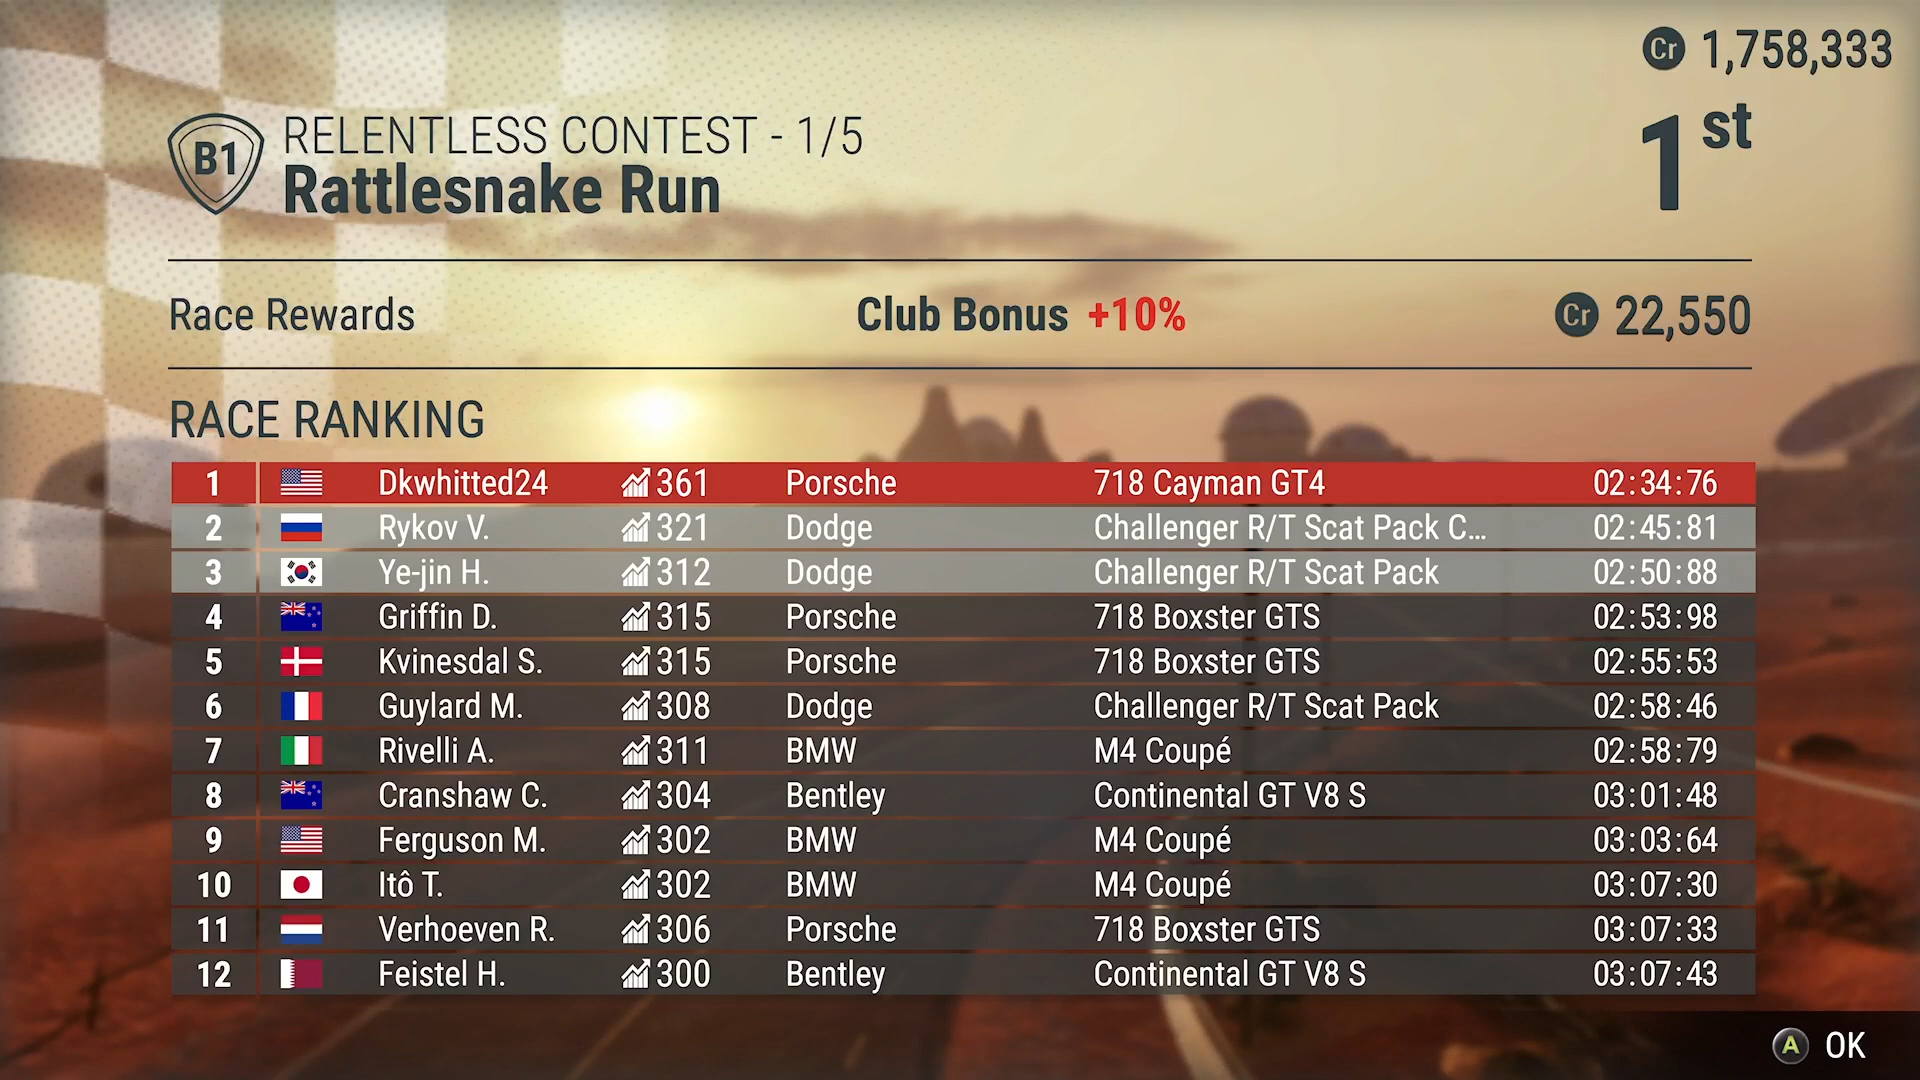 Cr 1,758,333
B1
RELENTLESS CONTEST - 1/5
Rattlesnake Run
1st
Race Rewards Club Bonus +10% Cr 22,550
RACE RANKING
1 Dkwhitted24 361 Porsche 718 Cayman GT4 02:34:76
2 Rykov V. 321 Dodge Challenger R/T Scat Pack C... 02:45:81
3 Ye-jin H. 312 Dodge Challenger R/T Scat Pack 02:50:88
4 Griffin D. 315 Porsche 718 Boxster GTS 02:53:98
5 Kvinesdal S. 315 Porsche 718 Boxster GTS 02:55:53
6 Guylard M. 308 Dodge Challenger R/T Scat Pack 02:58:46
7 Rivelli A. 311 BMW M4 Coupé 02:58:79
8 Cranshaw C. 304 Bentley Continental GT V8 S 03:01:48
9 Ferguson M. 302 BMW M4 Coupé 03:03:64
10 Itô T. 302 BMW M4 Coupé 03:07:30
11 Verhoeven R. 306 Porsche 718 Boxster GTS 03:07:33
12 Feistel H. 300 Bentley Continental GT V8 S 03:07:43
A OK